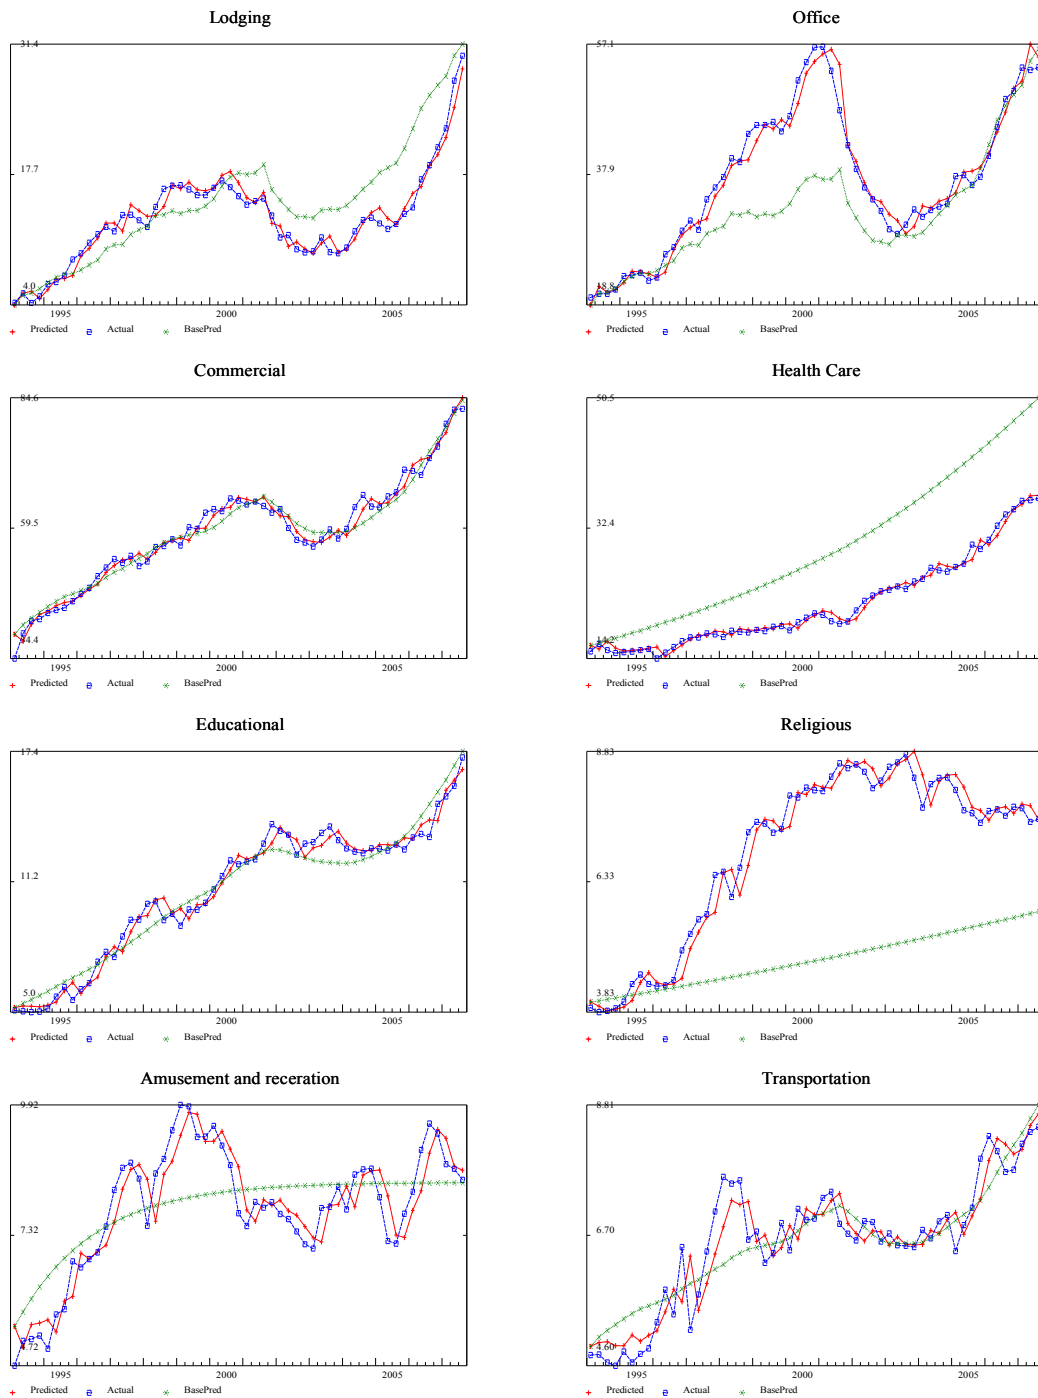 Lodging
31.4
17.7
4.0
1995 2000 2005
Predicted Actual BasePred
Office
57.1
37.9
18.8
1995 2000 2005
Predicted Actual BasePred
Commercial
84.6
59.5
1995 2000 2005
Predicted Actual BasePred
Health Care
50.5
32.4
1995 2000 2005
Predicted Actual BasePred
Educational
17.4
11.2
5.0
1995 2000 2005
Predicted Actual BasePred
Religious
8.83
6.33
3.83
1995 2000 2005
Predicted Actual BasePred
Amusement and receration
9.92
7.32
4.72
1995 2000 2005
Predicted Actual BasePred
Transportation
8.81
6.70
4.60
1995 2000 2005
Predicted Actual BasePred